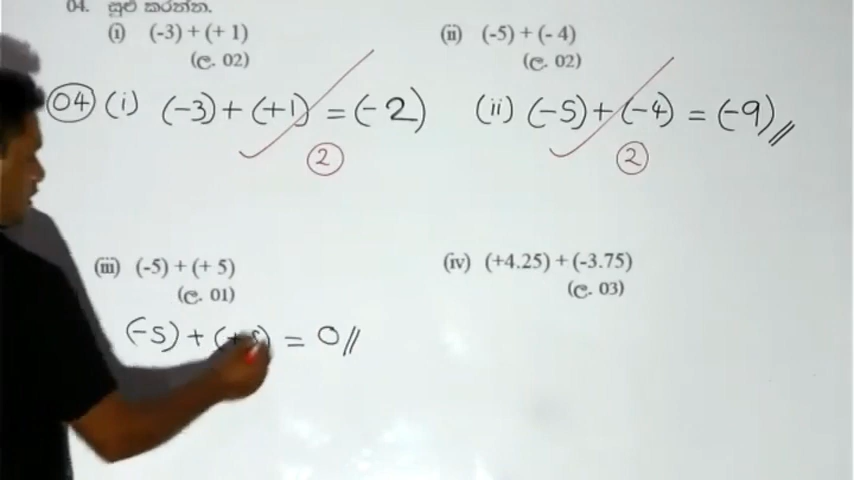 04. සුළු කරන්න.
(i) (-3) + (+ 1) (ii) (-5) + (- 4)
(ල. 02) (ල. 02)
04 (i) (-3) + (+1) = (-2) (ii) (-5) + (-4) = (-9)//
2 2
(iii) (-5) + (+ 5) (iv) (+4.25) + (-3.75)
(ල. 01) (ල. 03)
(-5) + (+5) = 0//